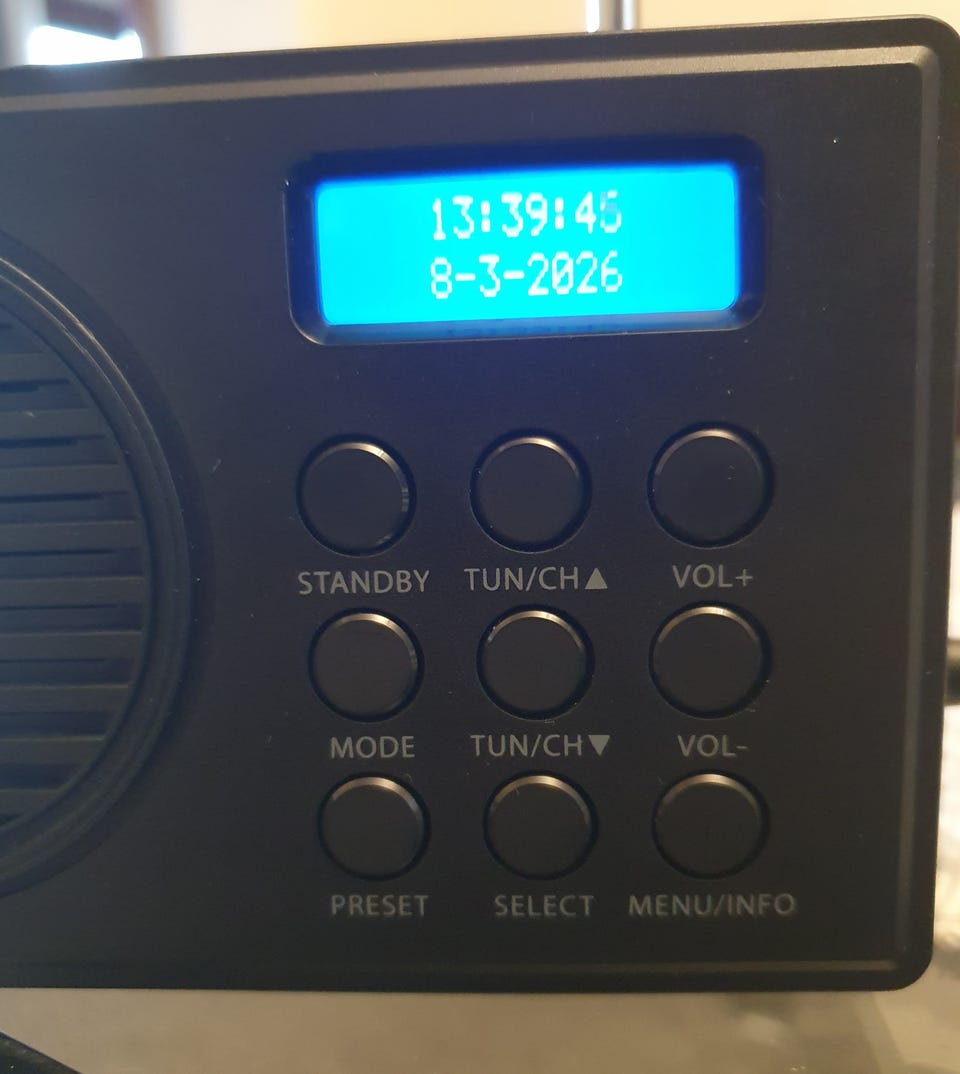 13:39:45
8-3-2026
STANDBY TUN/CH▲ VOL+
MODE TUN/CH▼ VOL-
PRESET SELECT MENU/INFO